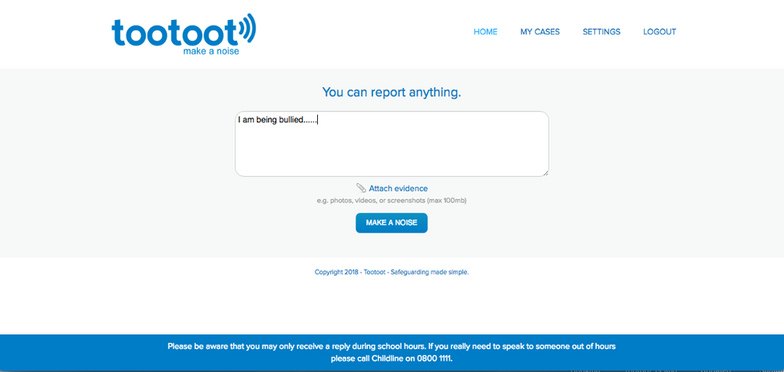 tootoot
make a noise
HOME MY CASES SETTINGS LOGOUT
You can report anything.
I am being bullied......
Attach evidence
e.g. photos, videos, or screenshots (max 100mb)
MAKE A NOISE
Copyright 2018 - Tootoot - Safeguarding made simple.
Please be aware that you may only receive a reply during school hours. If you really need to speak to someone out of hours
please call Childline on 0800 1111.